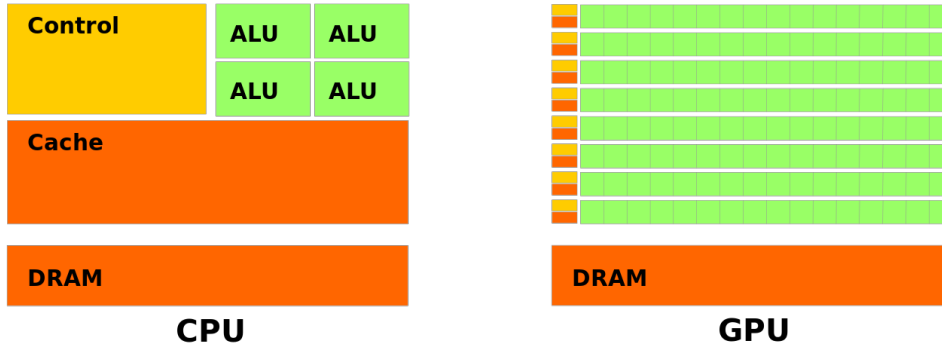 Control
ALU ALU
ALU ALU
Cache
DRAM
CPU
DRAM
GPU